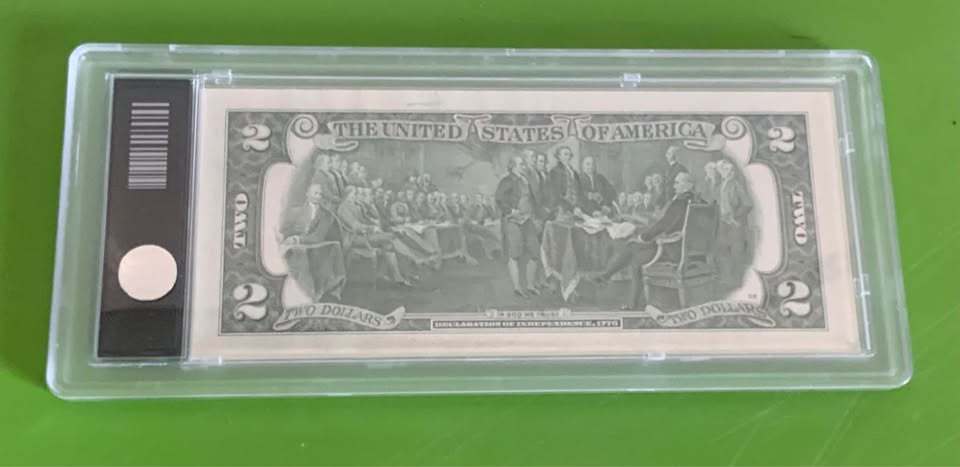 2 THE UNITED STATES OF AMERICA 2
TWO
TWO
2 TWO DOLLARS IN GOD WE TRUST TWO DOLLARS 2
DECLARATION OF INDEPENDENCE, 1776